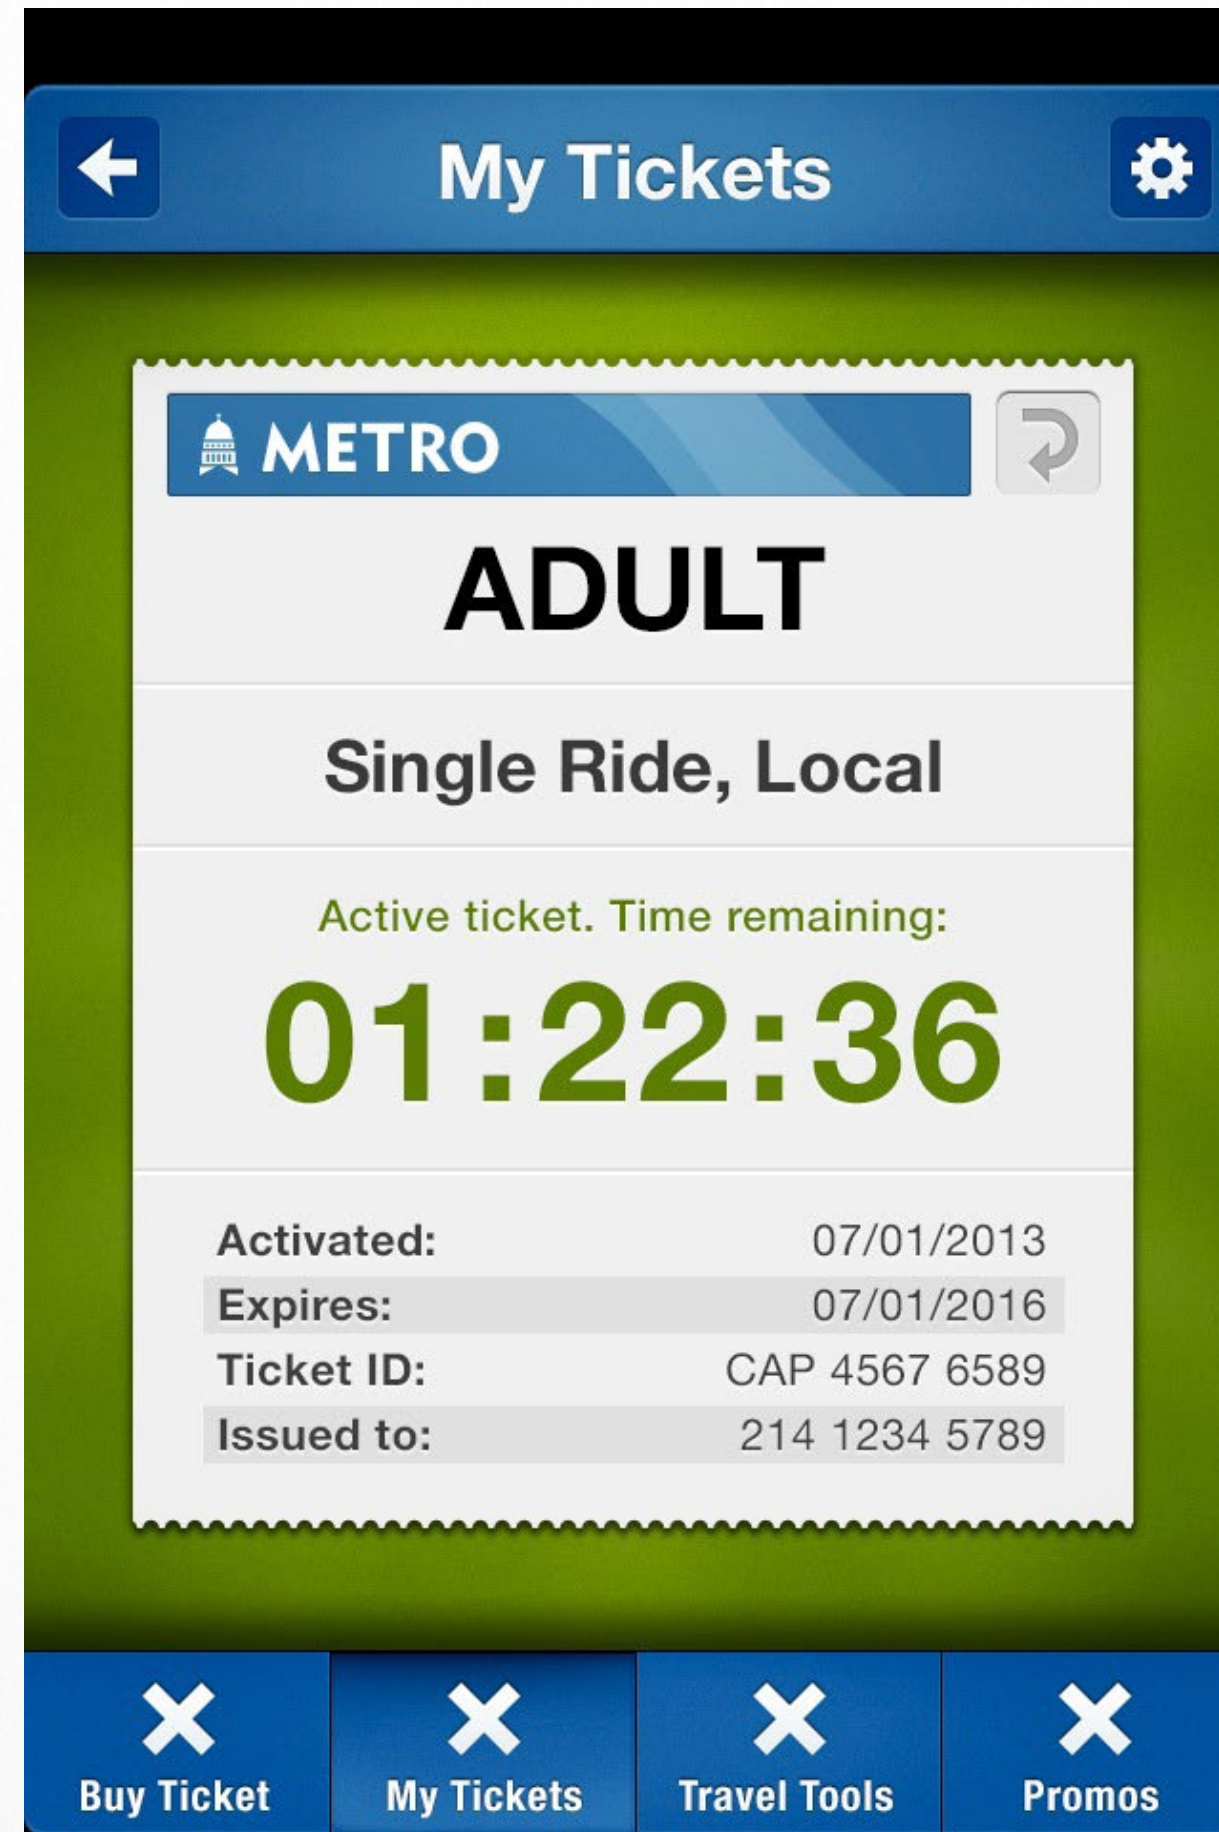 My Tickets
METRO
ADULT
Single Ride, Local
Active ticket. Time remaining:
01:22:36
Activated: 07/01/2013
Expires: 07/01/2016
Ticket ID: CAP 4567 6589
Issued to: 214 1234 5789
Buy Ticket My Tickets Travel Tools Promos